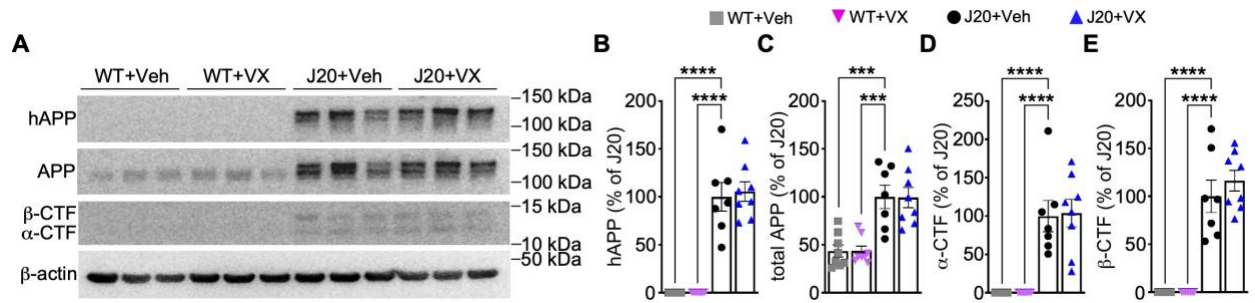 WT+Veh WT+VX J20+Veh J20+VX
A B C D E
WT+Veh WT+VX J20+Veh J20+VX
hAPP
–150 kDa
–100 kDa
APP
–150 kDa
–100 kDa
β-CTF
α-CTF
–15 kDa
–10 kDa
β-actin
–50 kDa
hAPP (% of J20)
200
150
100
50
0
****
****
total APP (% of J20)
200
150
100
50
0
***
***
α-CTF (% of J20)
250
200
150
100
50
0
****
****
β-CTF (% of J20)
200
150
100
50
0
****
****